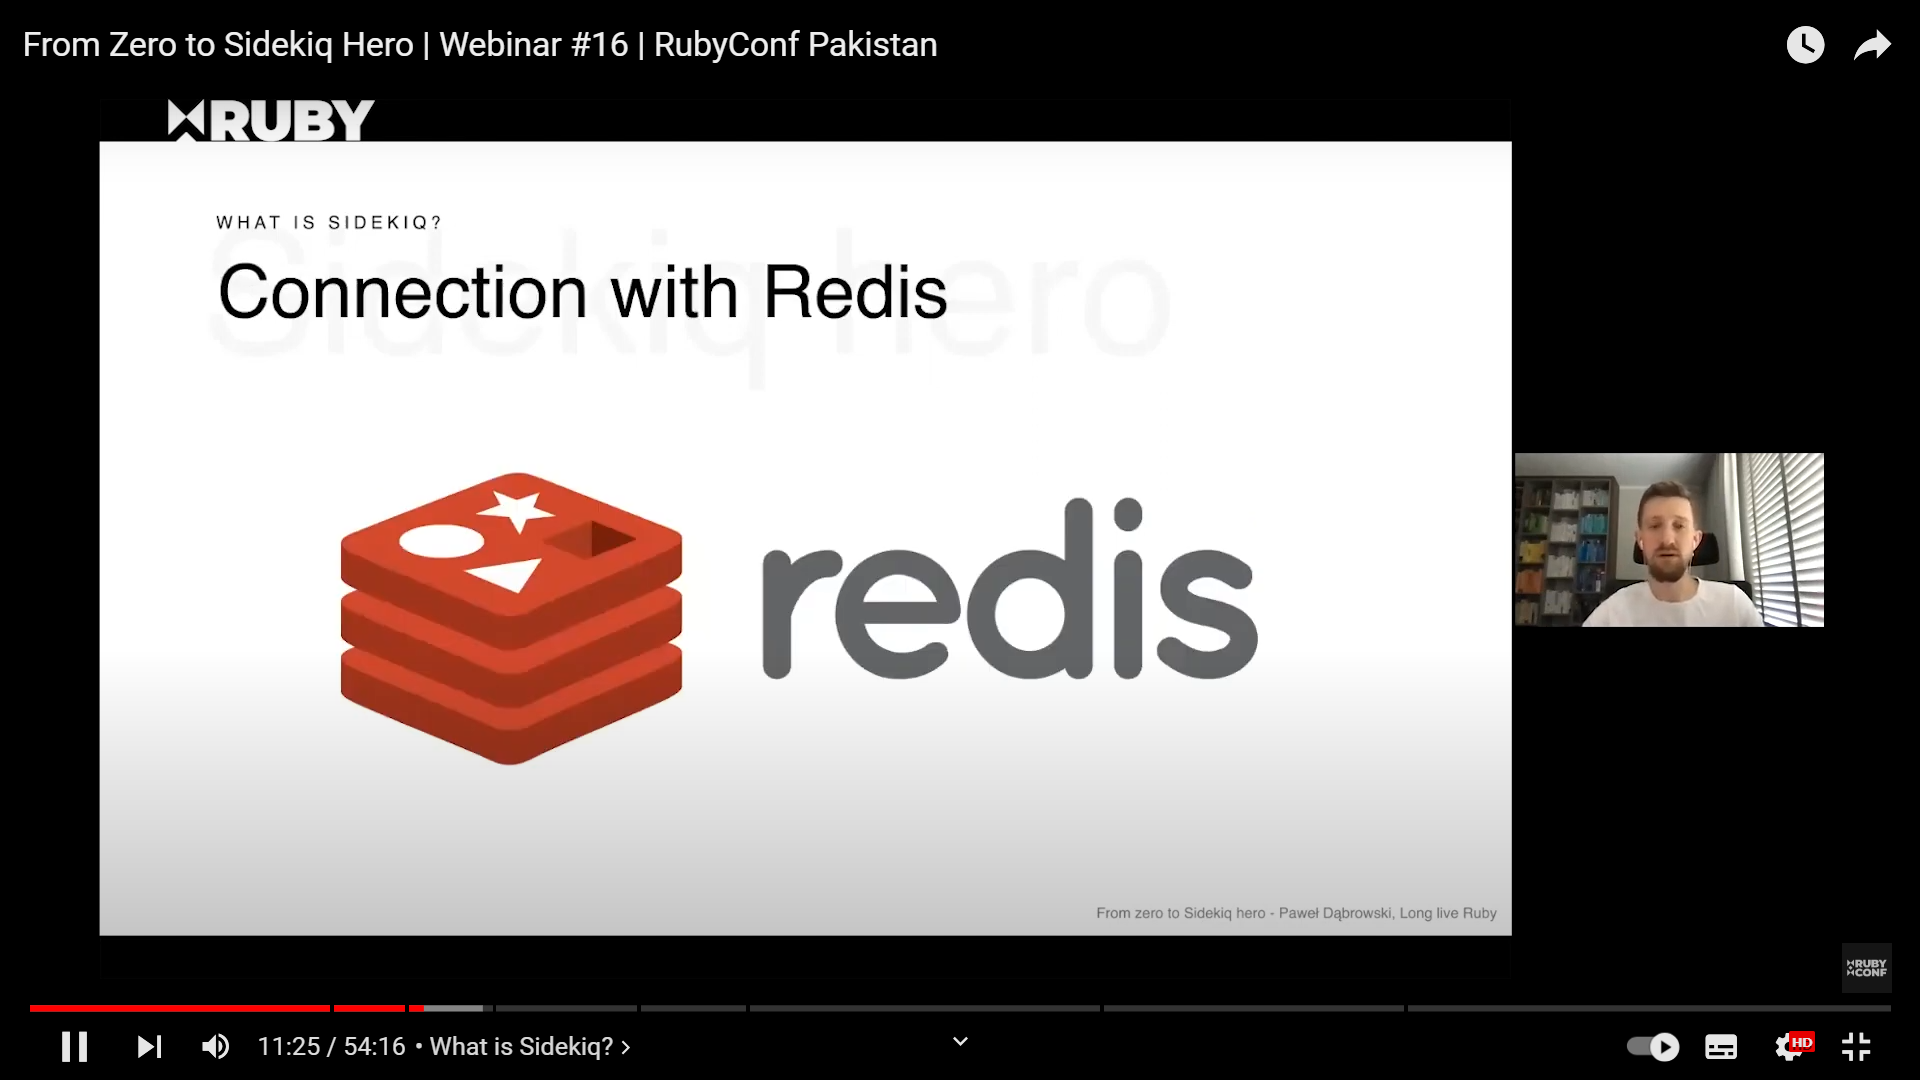 From Zero to Sidekiq Hero | Webinar #16 | RubyConf Pakistan
RUBY
WHAT IS SIDEKIQ?
Sidekiq hero
Connection with Redis
redis
From zero to Sidekiq hero - Paweł Dąbrowski, Long live Ruby
RUBY
CONF
11:25 / 54:16 • What is Sidekiq?
HD